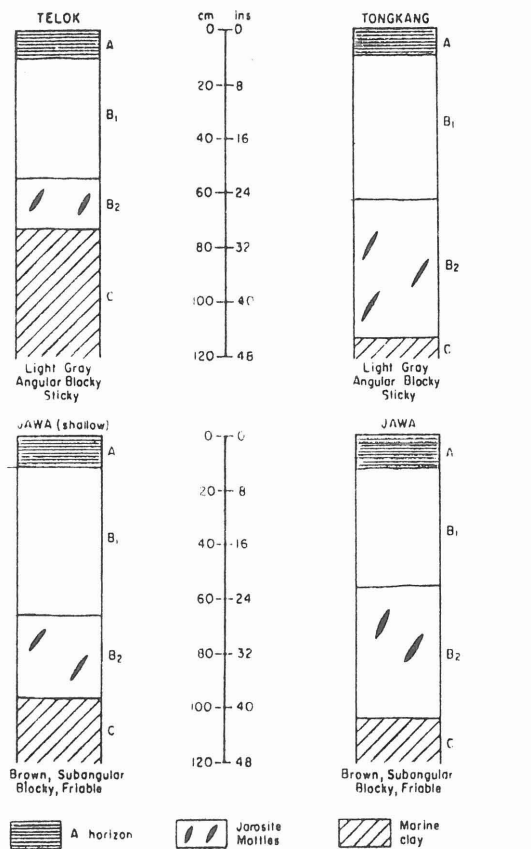 TELOK
A
B1
B2
C
Light Gray
Angular Blocky
Sticky
cm ins
0 0
20 8
40 16
60 24
80 32
100 40
120 48
TONGKANG
A
B1
B2
C
Light Gray
Angular Blocky
Sticky
JAWA (shallow)
A
B1
B2
C
Brown, Subangular
Blocky, Friable
0 0
20 8
40 16
60 24
80 32
100 40
120 48
JAWA
A
B1
B2
C
Brown, Subangular
Blocky, Friable
A horizon
Jarosite
Mottles
Marine
clay